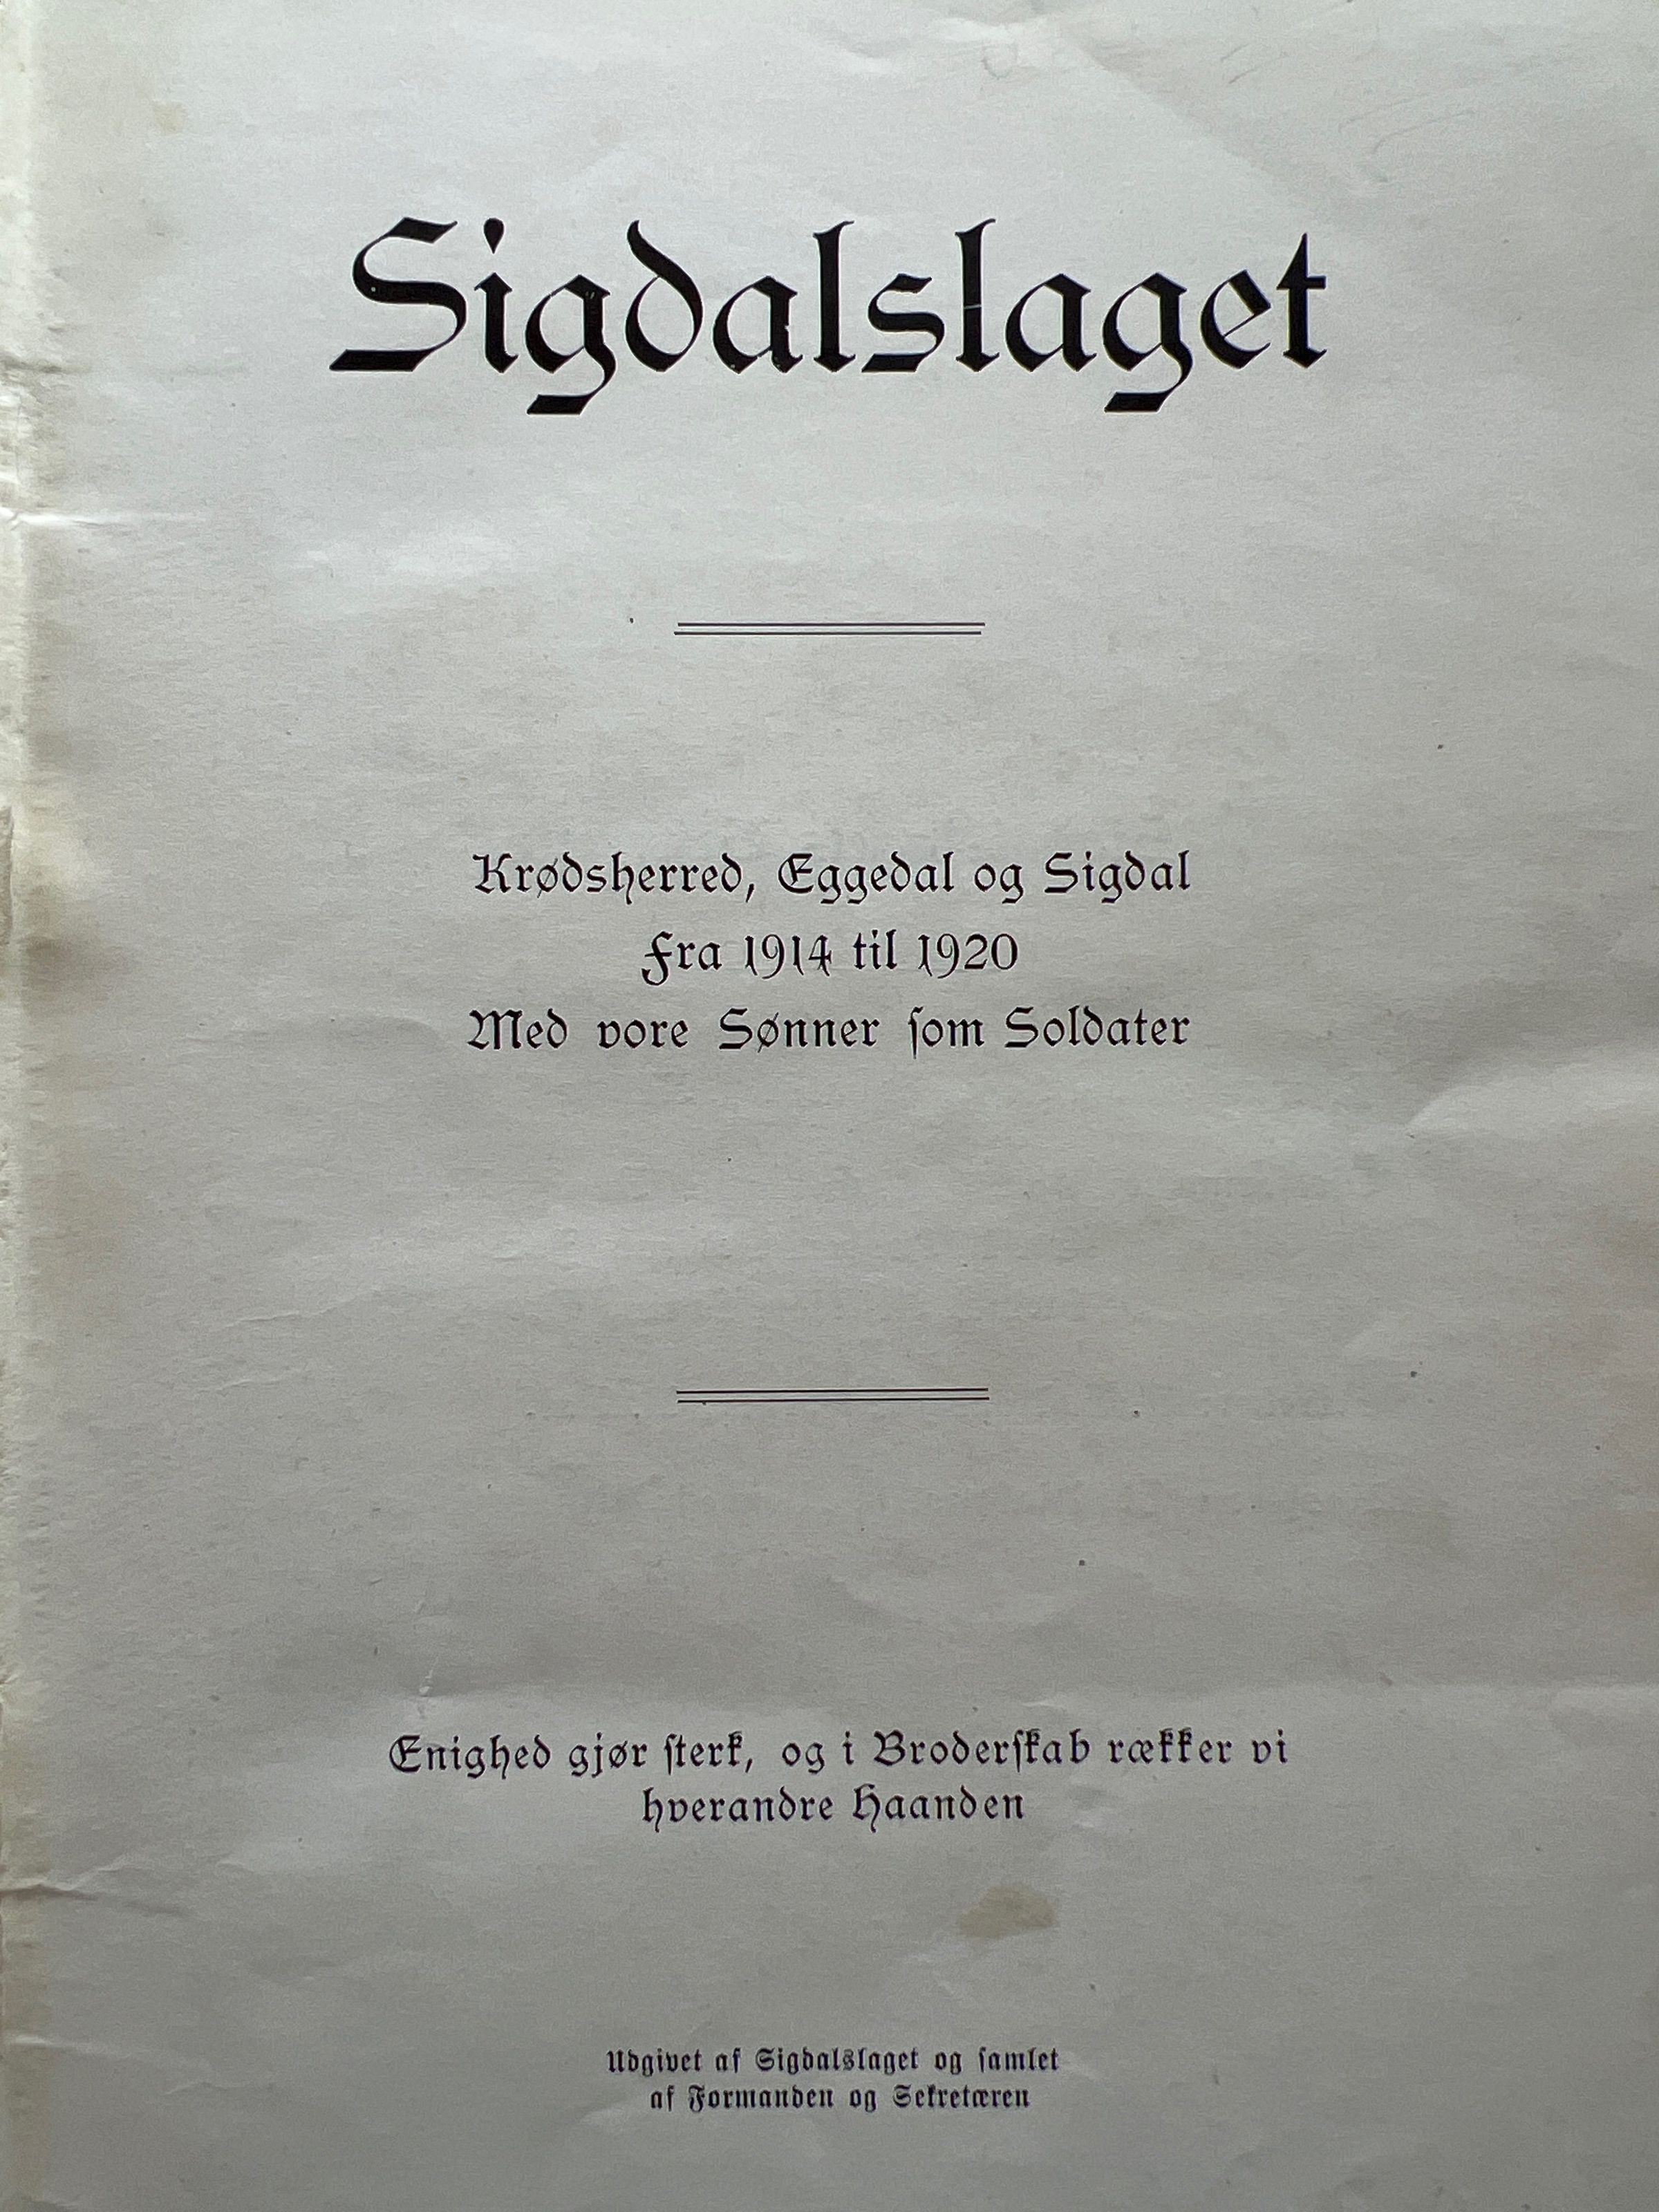 Sigdalslaget
Krødsherred, Eggedal og Sigdal
Fra 1914 til 1920
Med vore Sønner ſom Soldater
Enighed gjør ſterk, og i Broderſkab rækker vi
hverandre Haanden
Udgivet af Sigdalslaget og ſamlet
af Formanden og Sekretæren